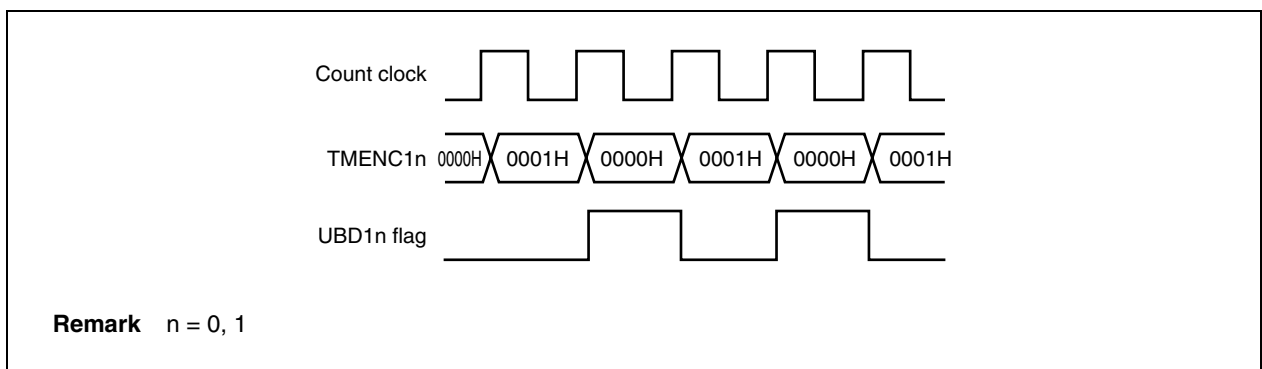 Count clock
TMENC1n 0000H 0001H 0000H 0001H 0000H 0001H
UBD1n flag
Remark n = 0, 1